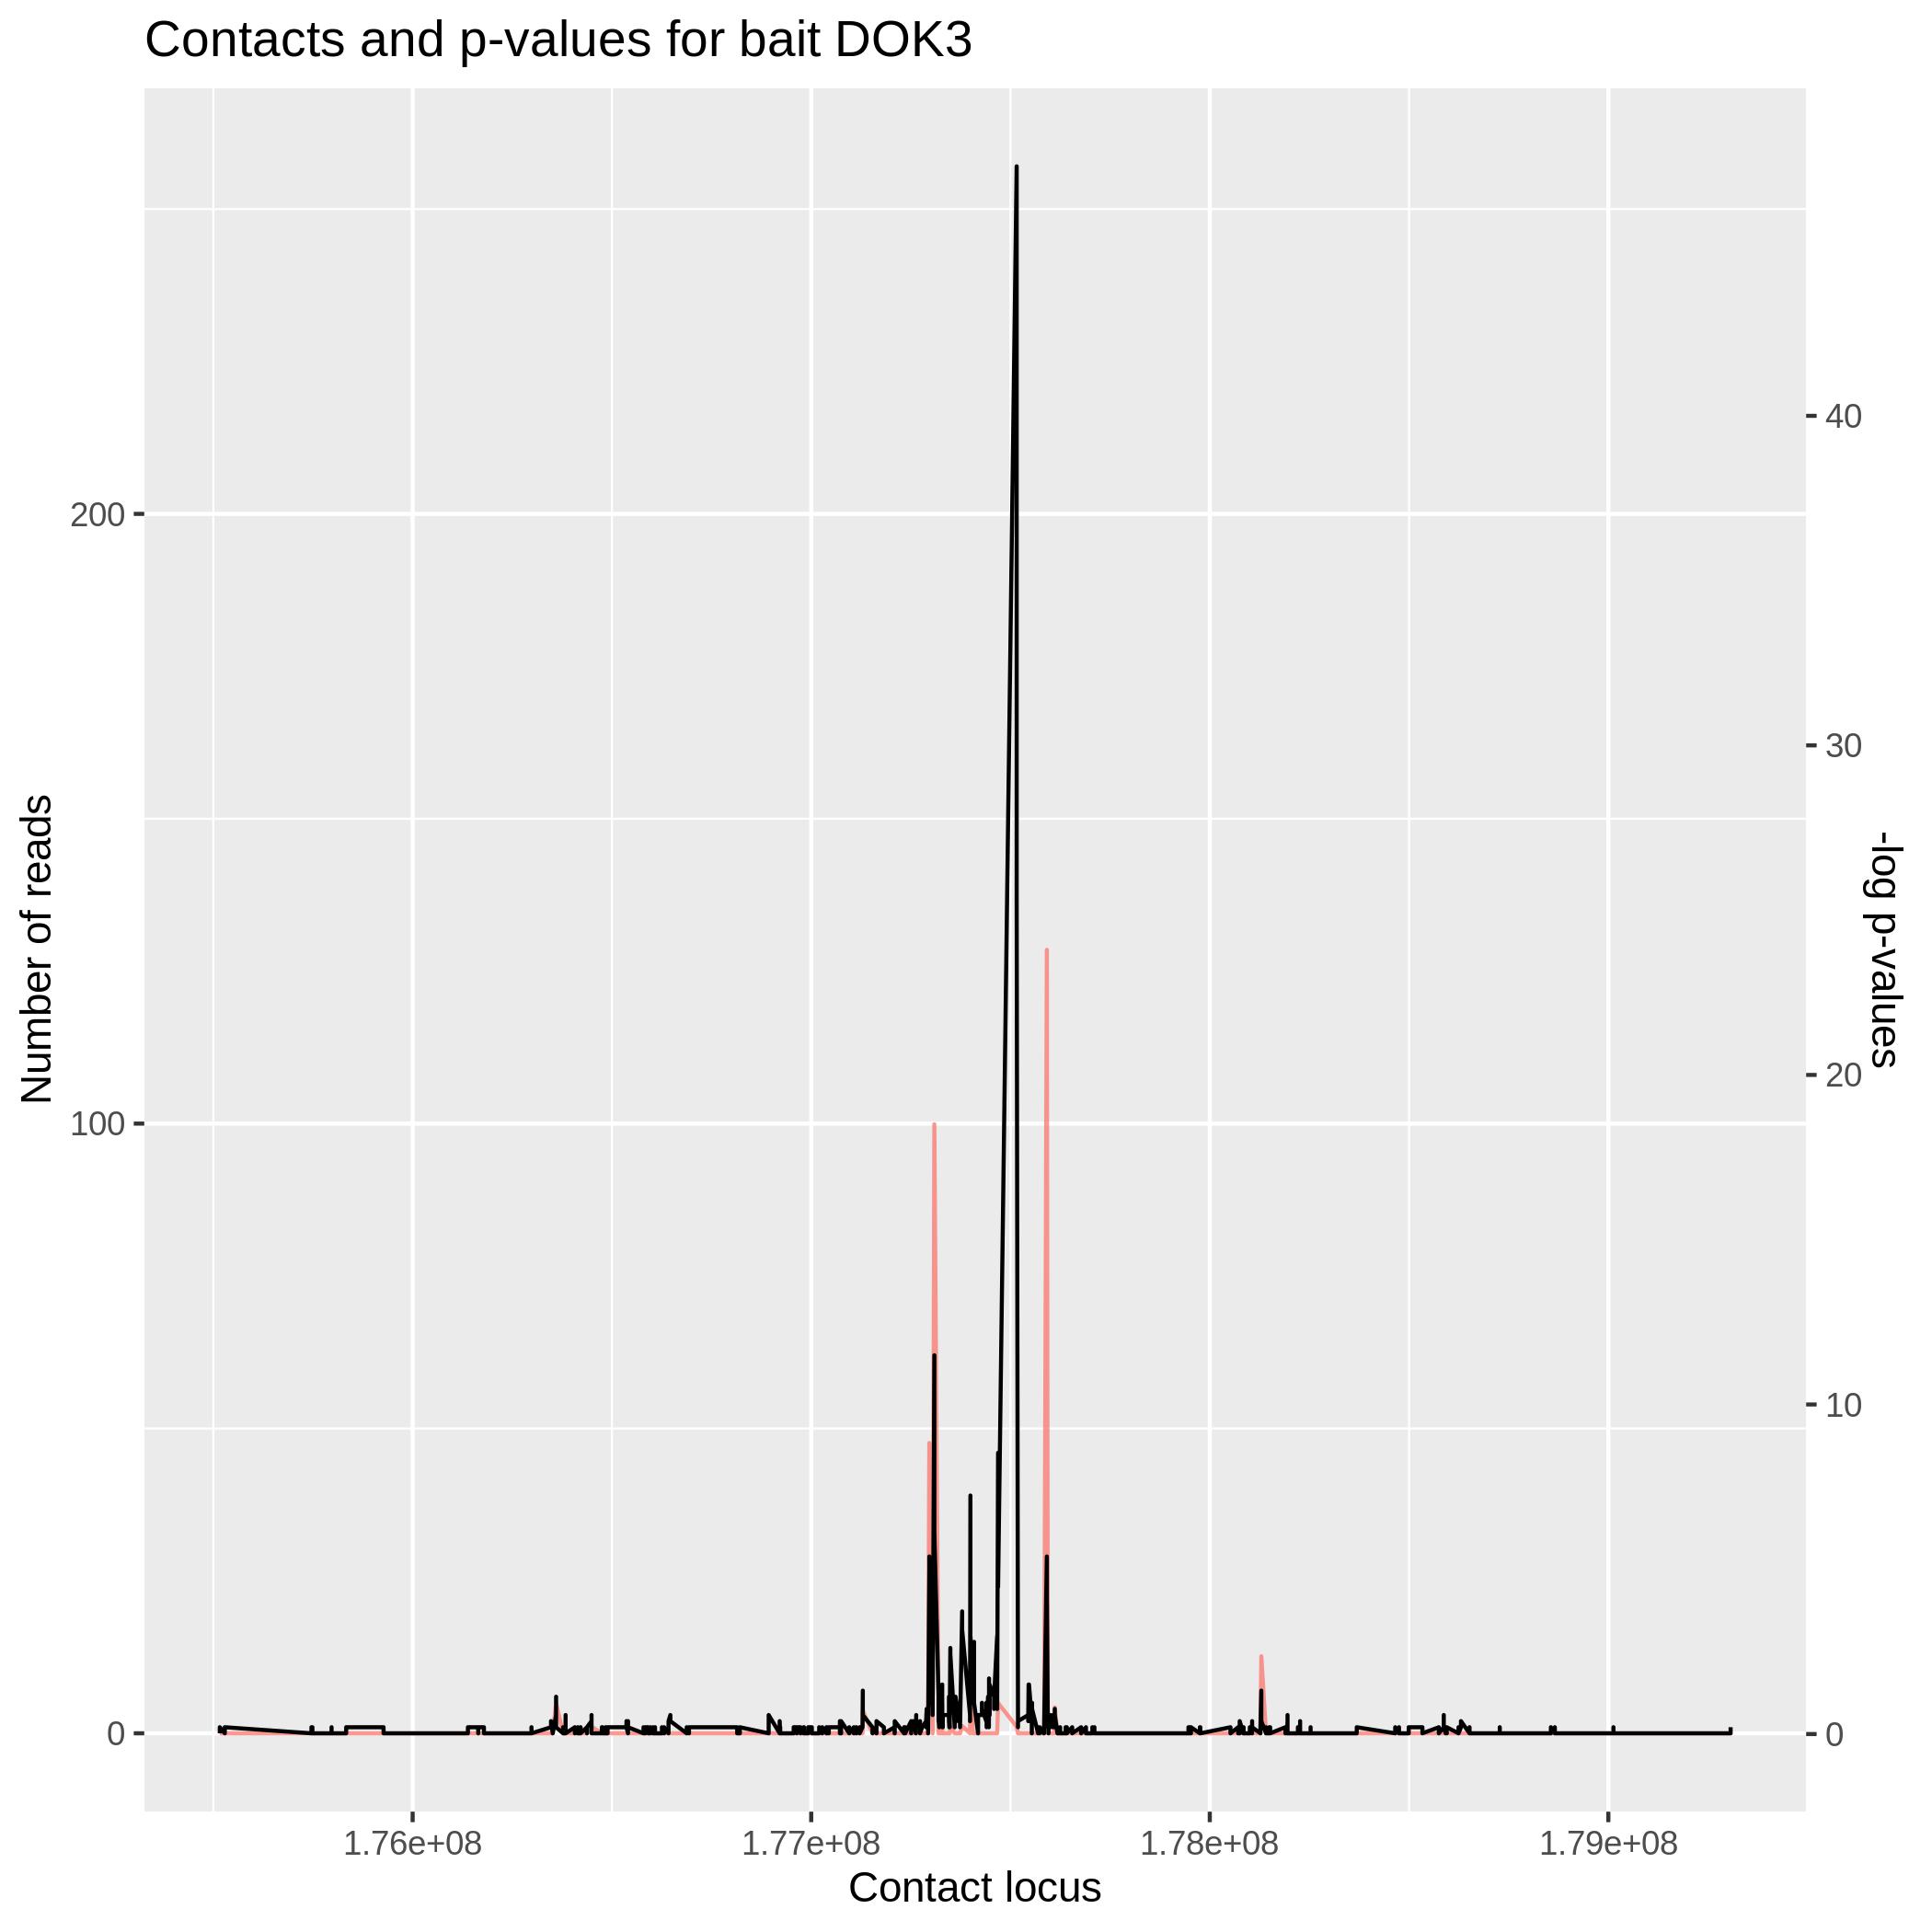 Contacts and p-values for bait DOK3
Number of reads
200
100
0
40
30
20
10
0
-log p-values
1.76e+08
1.77e+08
1.78e+08
1.79e+08
Contact locus